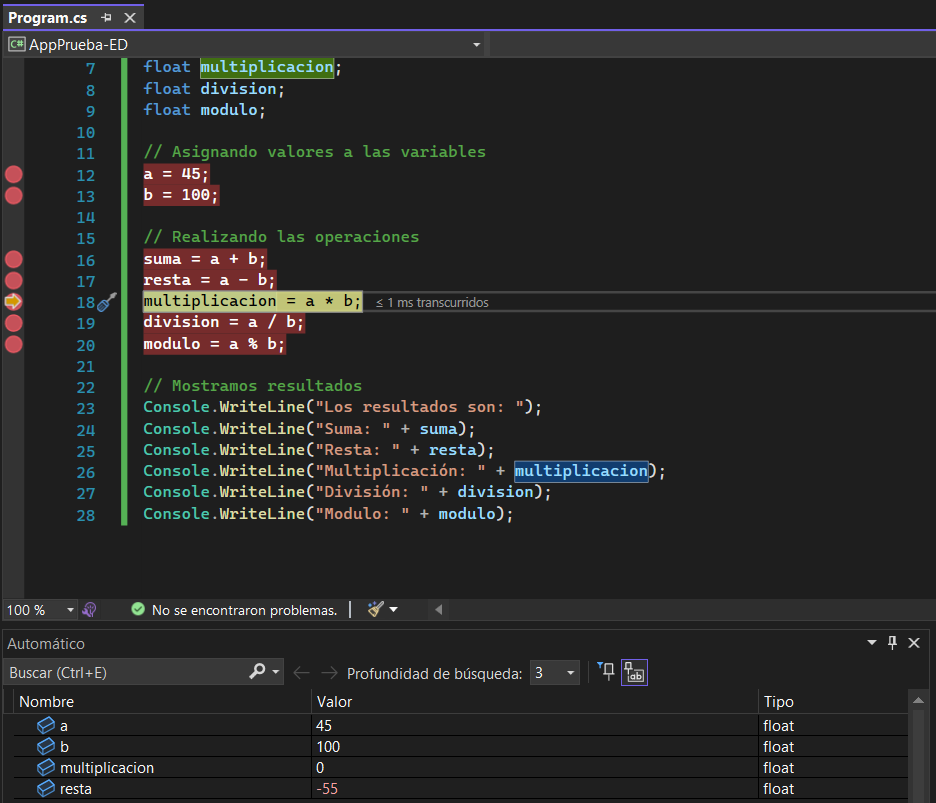 Program.cs
C# AppPrueba-ED
7 float multiplicacion;
8 float division;
9 float modulo;
10
11 // Asignando valores a las variables
12 a = 45;
13 b = 100;
14
15 // Realizando las operaciones
16 suma = a + b;
17 resta = a - b;
18 multiplicacion = a * b; ≤ 1 ms transcurridos
19 division = a / b;
20 modulo = a % b;
21
22 // Mostramos resultados
23 Console.WriteLine("Los resultados son: ");
24 Console.WriteLine("Suma: " + suma);
25 Console.WriteLine("Resta: " + resta);
26 Console.WriteLine("Multiplicación: " + multiplicacion);
27 Console.WriteLine("División: " + division);
28 Console.WriteLine("Modulo: " + modulo);
100 % No se encontraron problemas.
Automático
Buscar (Ctrl+E) Profundidad de búsqueda: 3 ab
Nombre Valor Tipo
a 45 float
b 100 float
multiplicacion 0 float
resta -55 float